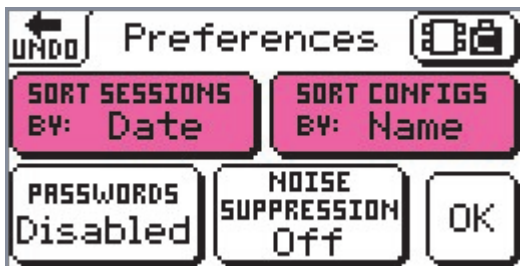 UNDO Preferences
SORT SESSIONS SORT CONFIGS
BY: Date BY: Name
PASSWORDS NOISE
Disabled SUPPRESSION
Off OK